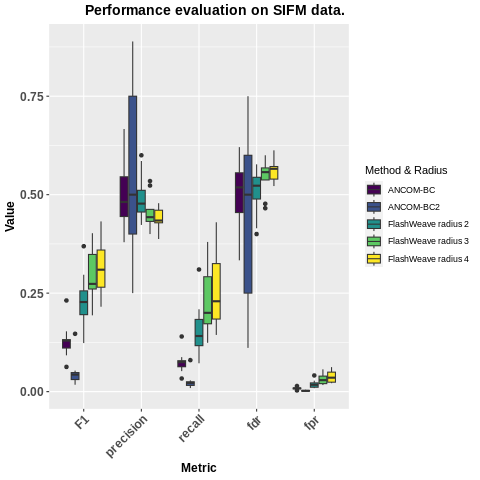 Performance evaluation on SIFM data.
Value
0.75
0.50
0.25
0.00
F1
precision
recall
fdr
fpr
Metric
Method & Radius
ANCOM-BC
ANCOM-BC2
FlashWeave radius 2
FlashWeave radius 3
FlashWeave radius 4